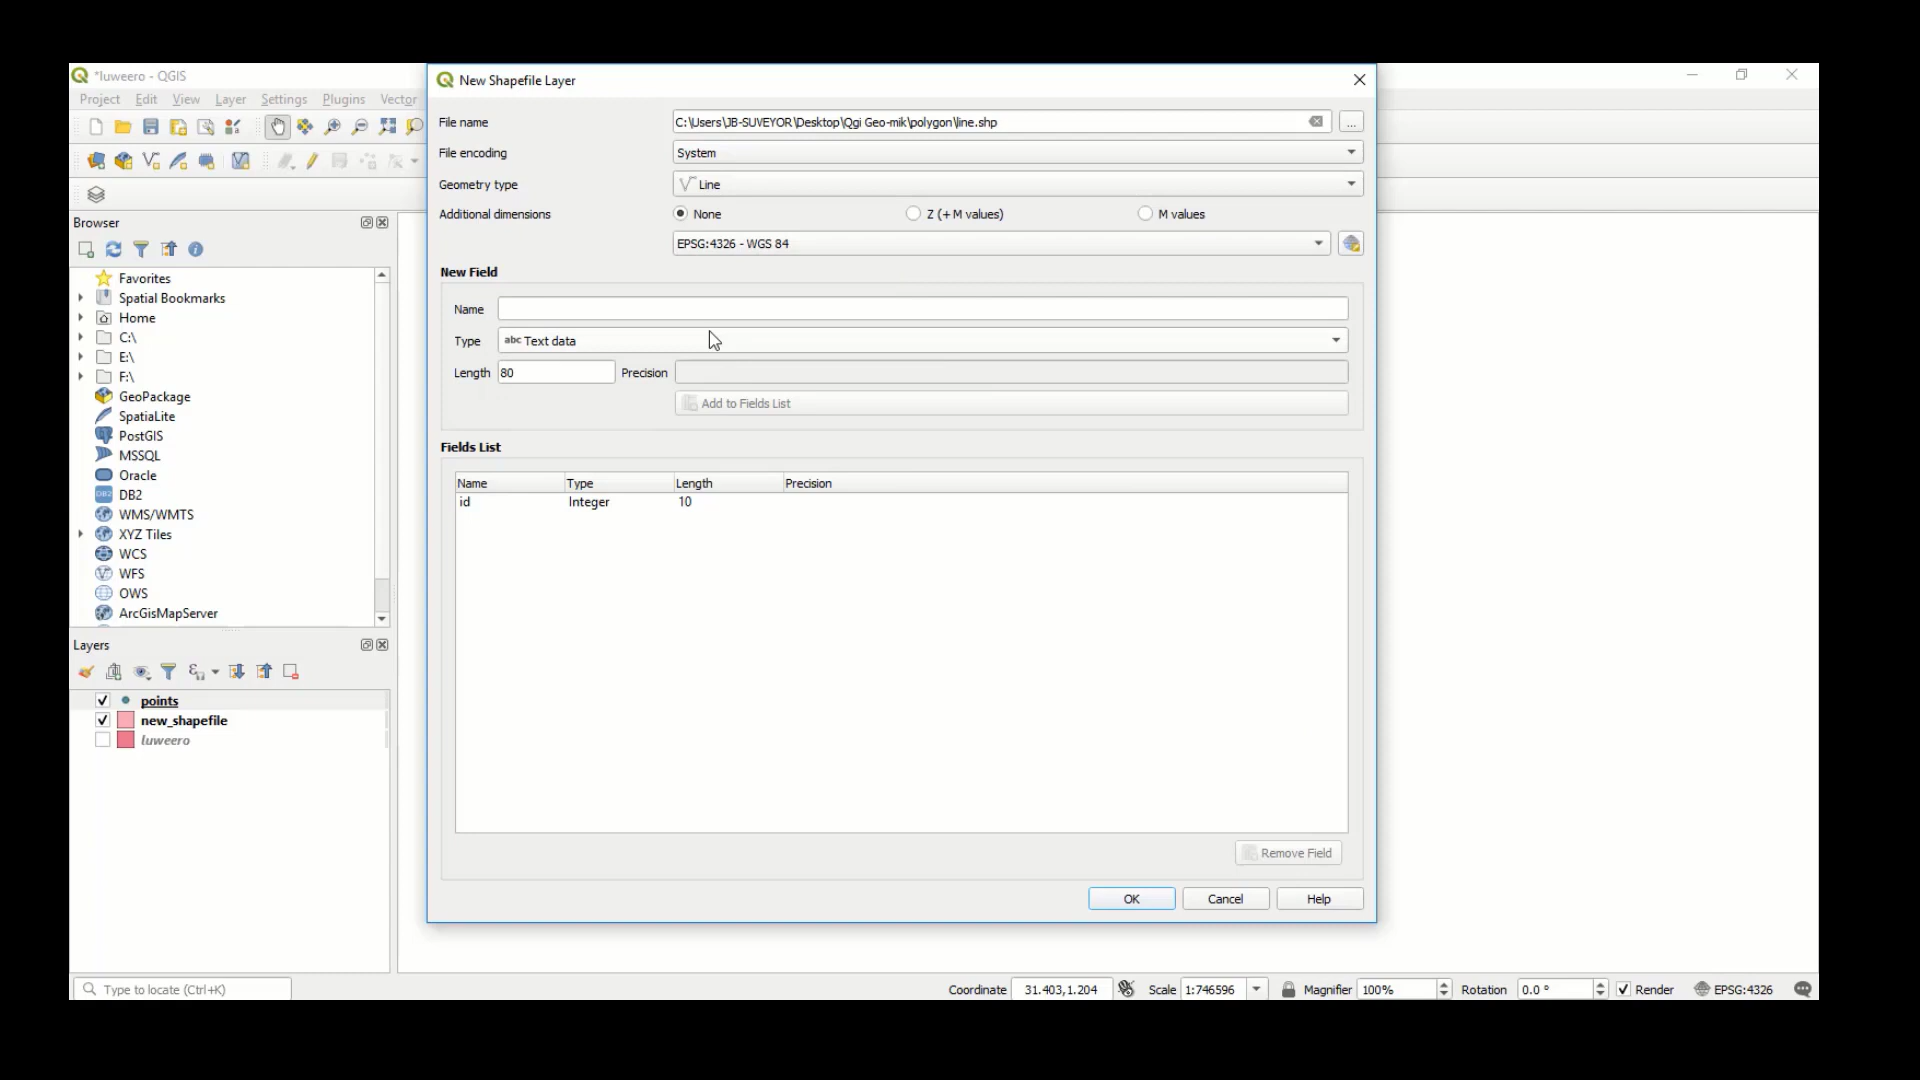 *luweero - QGIS
Project Edit View Layer Settings Plugins Vector
Browser
Favorites
Spatial Bookmarks
Home
C:\
E:\
F:\
GeoPackage
SpatiaLite
PostGIS
MSSQL
Oracle
DB2 DB2
WMS/WMTS
XYZ Tiles
WCS
WFS
OWS
ArcGisMapServer
Layers
points
new_shapefile
luweero
New Shapefile Layer
File name C:\Users\JB-SUVEYOR\Desktop\Qgi Geo-mik\polygon\line.shp ...
File encoding System
Geometry type Line
Additional dimensions None Z (+ M values) M values
EPSG:4326 - WGS 84
New Field
Name
Type abc Text data
Length 80 Precision
Add to Fields List
Fields List
Name Type Length Precision
id Integer 10
Remove Field
OK Cancel Help
Type to locate (Ctrl+K) Coordinate 31.403,1.204 Scale 1:746596 Magnifier 100% Rotation 0.0 ° Render EPSG:4326